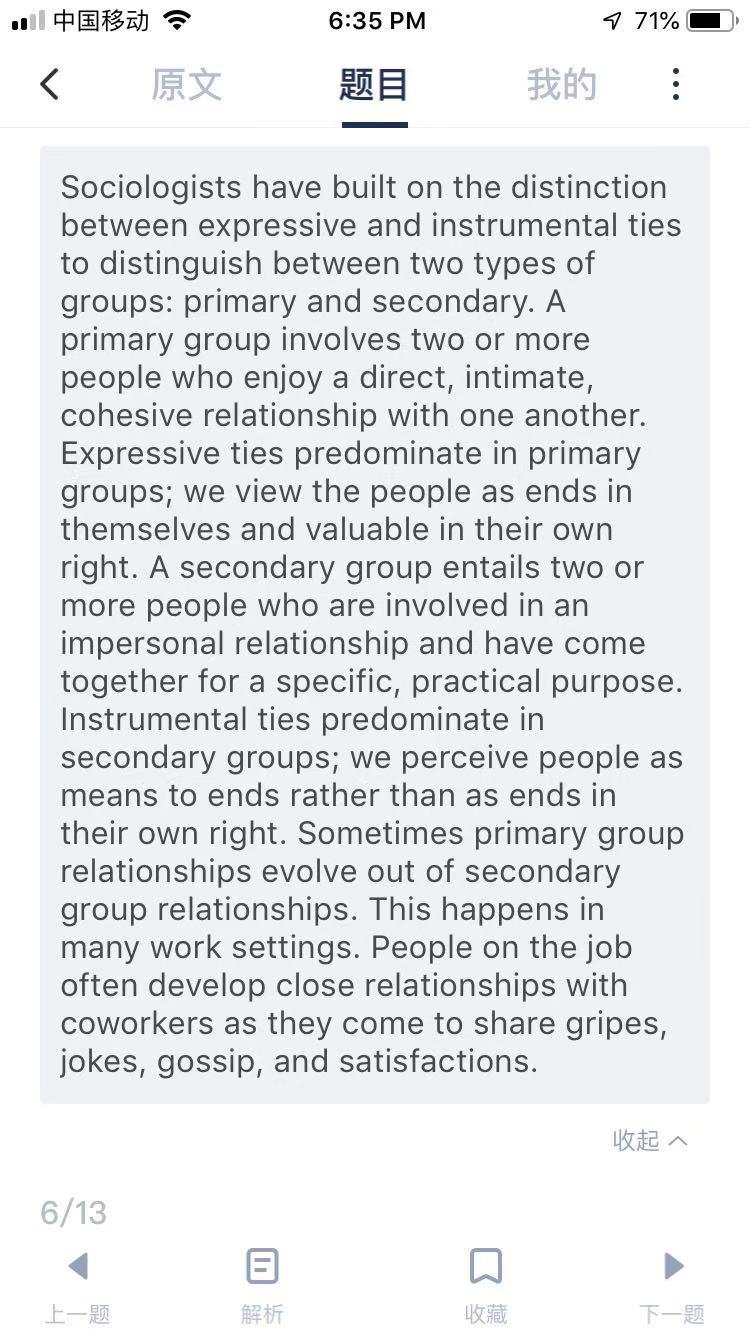 中国移动 6:35 PM 71%
原文 题目 我的
Sociologists have built on the distinction
between expressive and instrumental ties
to distinguish between two types of
groups: primary and secondary. A
primary group involves two or more
people who enjoy a direct, intimate,
cohesive relationship with one another.
Expressive ties predominate in primary
groups; we view the people as ends in
themselves and valuable in their own
right. A secondary group entails two or
more people who are involved in an
impersonal relationship and have come
together for a specific, practical purpose.
Instrumental ties predominate in
secondary groups; we perceive people as
means to ends rather than as ends in
their own right. Sometimes primary group
relationships evolve out of secondary
group relationships. This happens in
many work settings. People on the job
often develop close relationships with
coworkers as they come to share gripes,
jokes, gossip, and satisfactions.
收起
6/13
上一题 解析 收藏 下一题